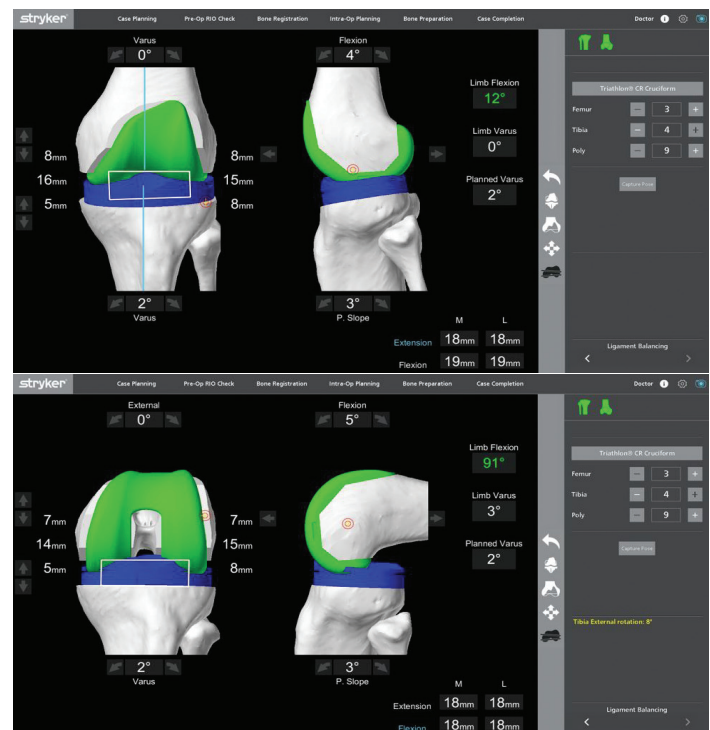 stryker Case Planning Pre-Op RIO Check Bone Registration Intra-Op Planning Bone Preparation Case Completion Doctor
Varus
0°
Flexion
4°
Limb Flexion
12°
Limb Varus
0°
Planned Varus
2°
8mm 8mm
16mm 15mm
5mm 8mm
2°
Varus
3°
P. Slope
M L
Extension 18mm 18mm
Flexion 19mm 19mm
Triathlon® CR Cruciform
Femur − 3 +
Tibia − 4 +
Poly − 9 +
Capture Pose
Ligament Balancing
< >
stryker Case Planning Pre-Op RIO Check Bone Registration Intra-Op Planning Bone Preparation Case Completion Doctor
External
0°
Flexion
5°
Limb Flexion
91°
Limb Varus
3°
Planned Varus
2°
7mm 7mm
14mm 15mm
5mm 8mm
2°
Varus
3°
P. Slope
M L
Extension 18mm 18mm
Flexion 18mm 18mm
Triathlon® CR Cruciform
Femur − 3 +
Tibia − 4 +
Poly − 9 +
Capture Pose
Tibia External rotation: 8°
Ligament Balancing
< >